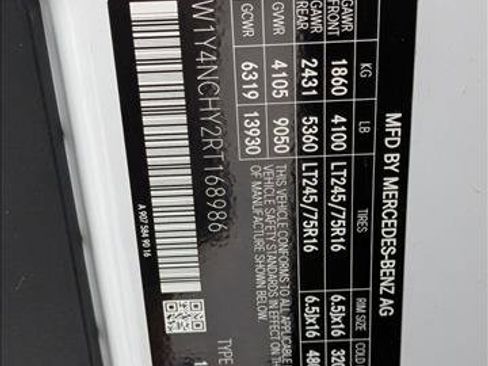 MFD BY MERCEDES-BENZ AG
KG LB TIRES RIM SIZE COLD
GAWR FRONT 1860 4100 LT245/75R16 6.5Jx16 320
GAWR REAR 2431 5360 LT245/75R16 6.5Jx16 480
GVWR 4105 9050
GCWR 6319 13930
THIS VEHICLE CONFORMS TO ALL APPLICABLE
VEHICLE SAFETY STANDARDS IN EFFECT ON
OF MANUFACTURE SHOWN BELOW.
W1Y4NCHY2RT168986
TYPE
A 907 584 90 16